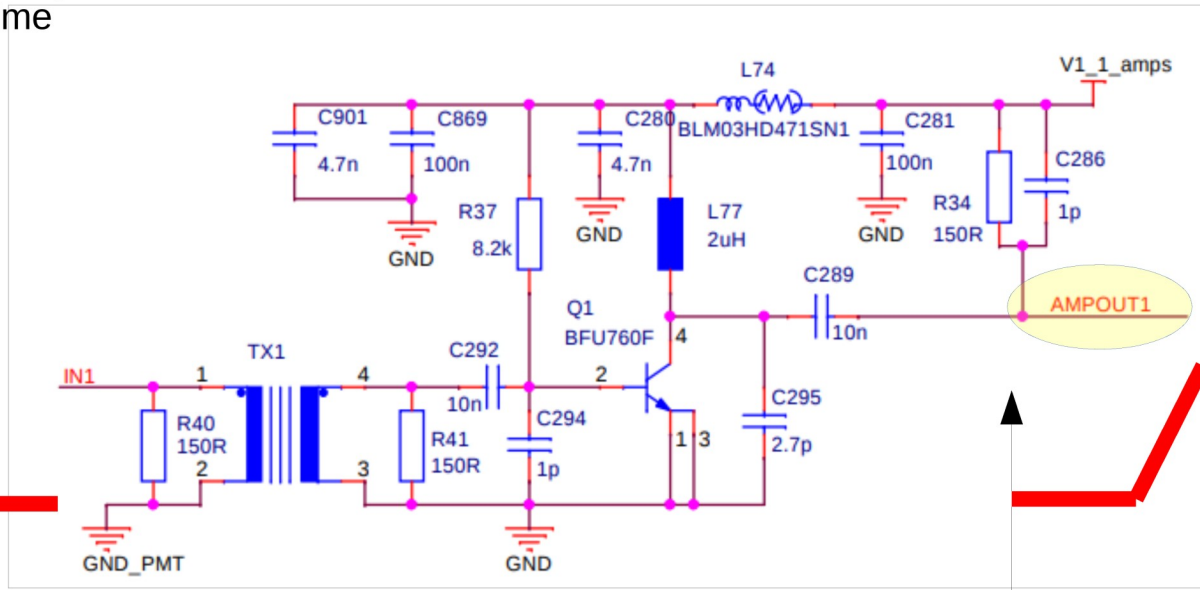 me
V1_1_amps
L74
C901
C869
C280
BLM03HD471SN1
C281
4.7n
100n
4.7n
100n
C286
R37
L77
R34
1p
8.2k
2uH
150R
GND
GND
GND
C289
AMPOUT1
Q1
BFU760F
4
10n
TX1
C292
IN1
1
4
2
10n
C294
C295
R40
R41
1
3
150R
150R
2.7p
2
3
1p
GND_PMT
GND